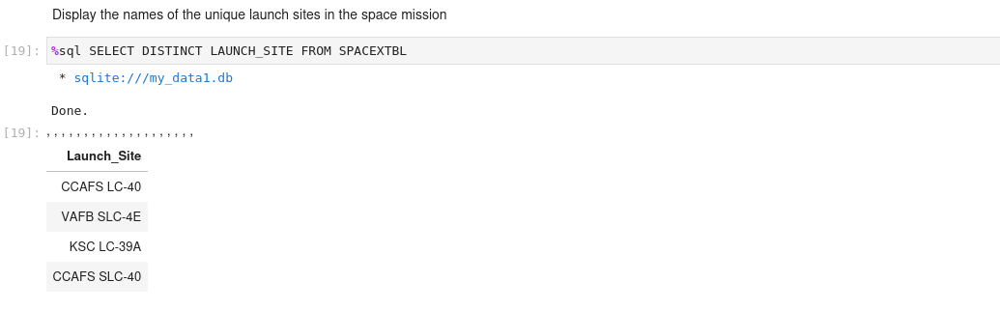 Display the names of the unique launch sites in the space mission
[19]: %sql SELECT DISTINCT LAUNCH_SITE FROM SPACEXTBL
* sqlite:///my_data1.db
Done.
[19]: ,,,,,,,,,,,,,,,,,,,,
Launch_Site
CCAFS LC-40
VAFB SLC-4E
KSC LC-39A
CCAFS SLC-40